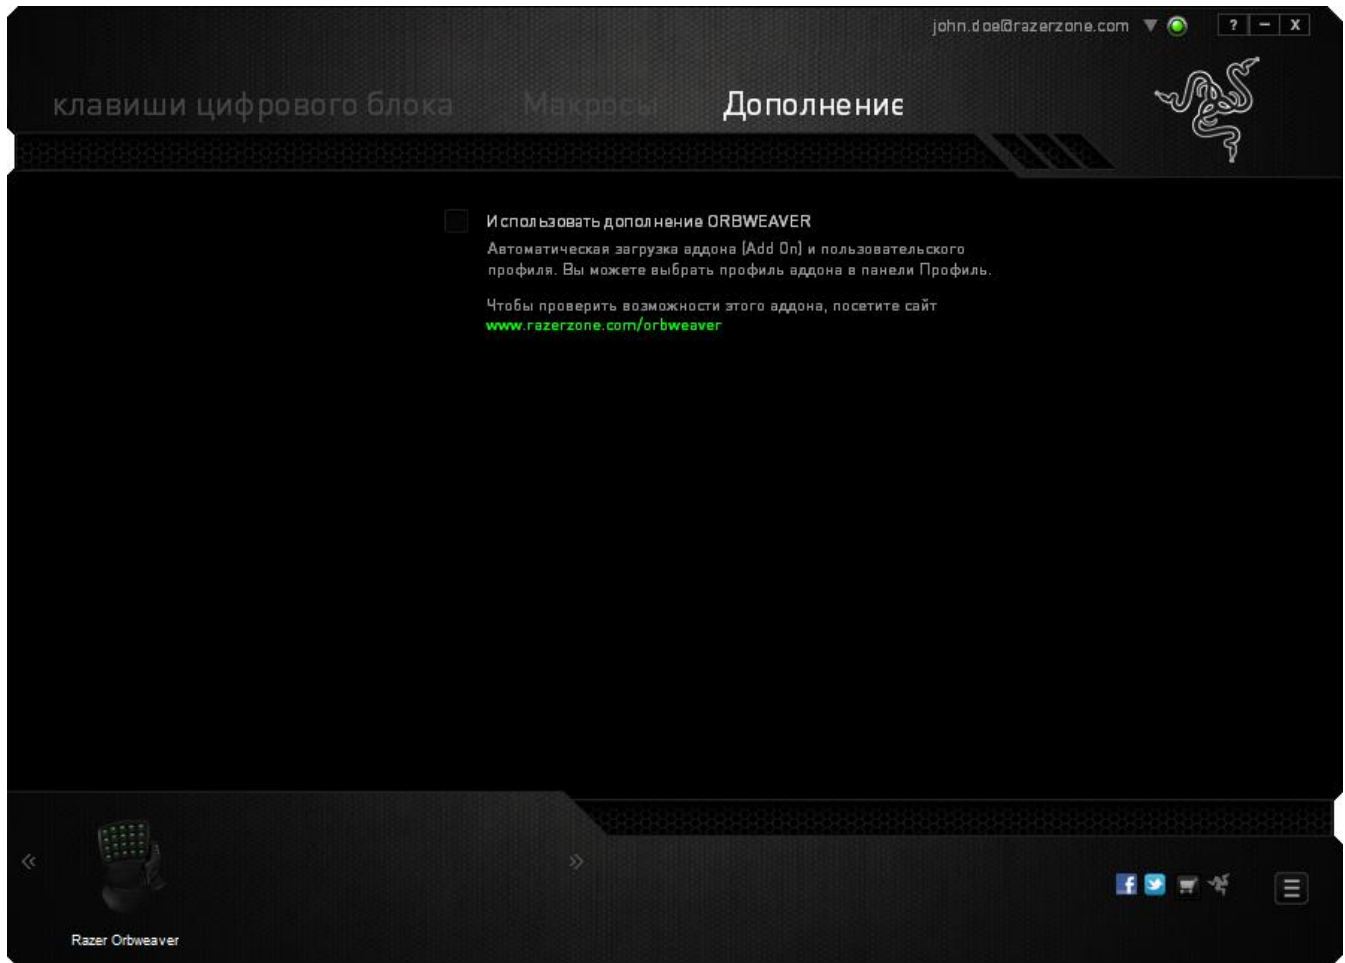 john.doe@razerzone.com
? – X
клавиши цифрового блока Макросы Дополнение
Использовать дополнение ORBWEAVER
Автоматическая загрузка аддона (Add On) и пользовательского
профиля. Вы можете выбрать профиль аддона в панели Профиль.
Чтобы проверить возможности этого аддона, посетите сайт
www.razerzone.com/orbweaver
Razer Orbweaver